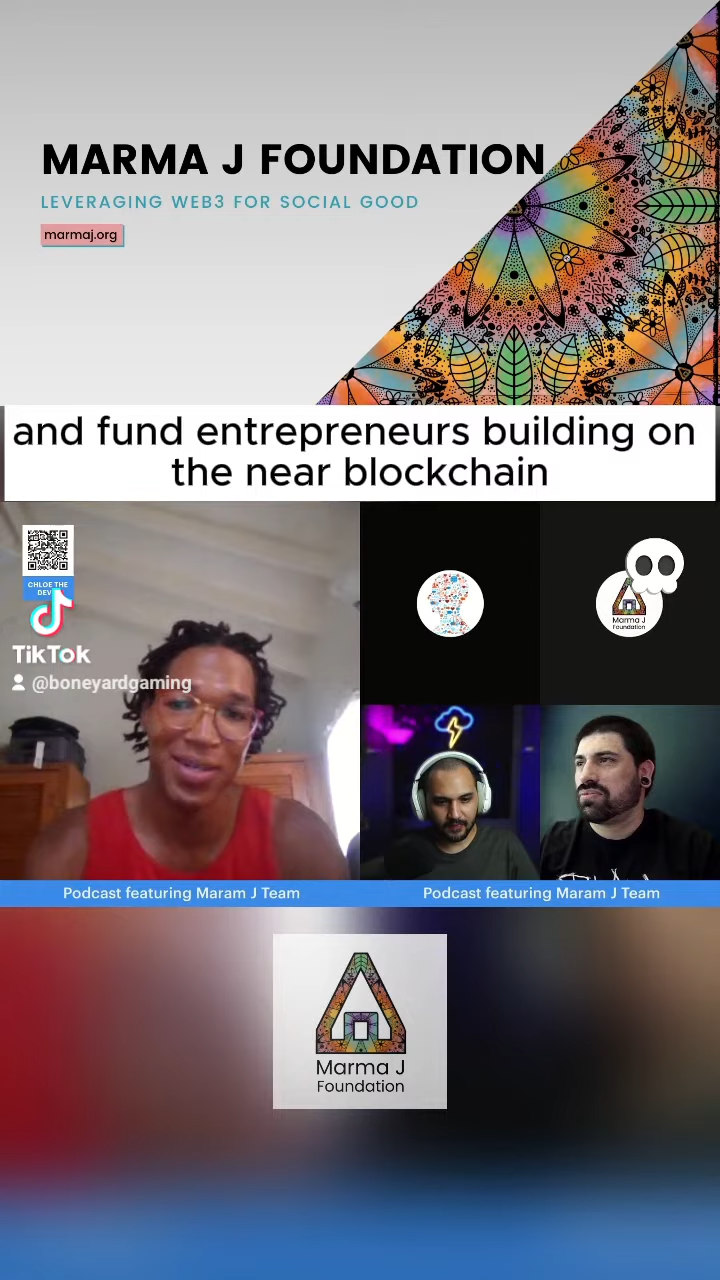 MARMA J FOUNDATION
LEVERAGING WEB3 FOR SOCIAL GOOD
marmaj.org
and fund entrepreneurs building on
the near blockchain
CHLOE THE
DEV
TikTok
@boneyardgaming
Marma J
Foundation
Podcast featuring Maram J Team
Podcast featuring Maram J Team
Marma J
Foundation